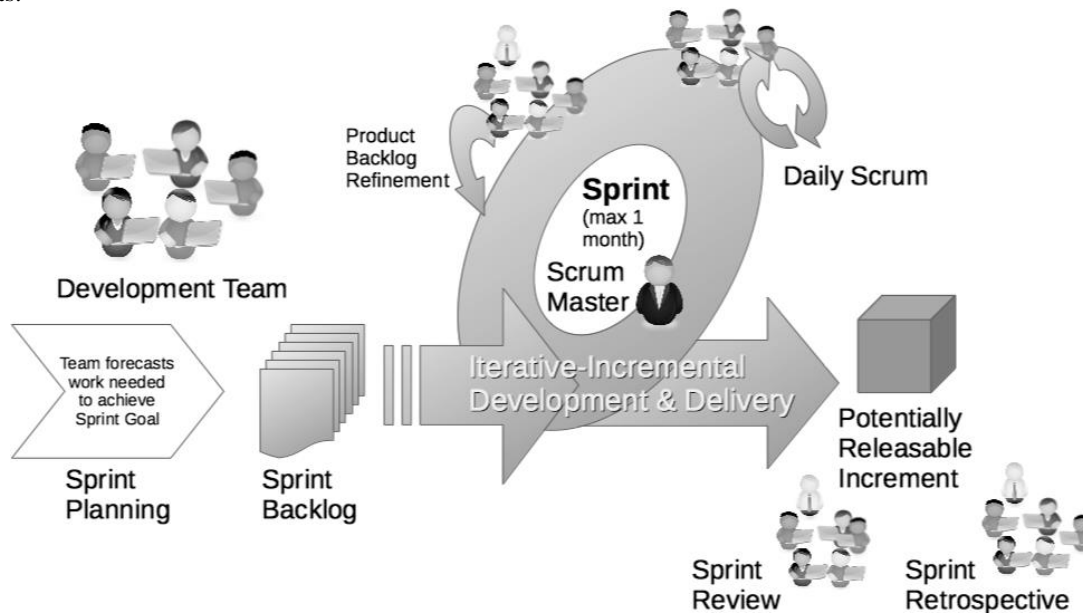 Product
Backlog
Refinement
Sprint
(max 1
month)
Scrum
Master
Daily Scrum
Development Team
Team forecasts
work needed
to achieve
Sprint Goal
Sprint
Planning
Sprint
Backlog
Iterative-Incremental
Development & Delivery
Potentially
Releasable
Increment
Sprint
Review
Sprint
Retrospective